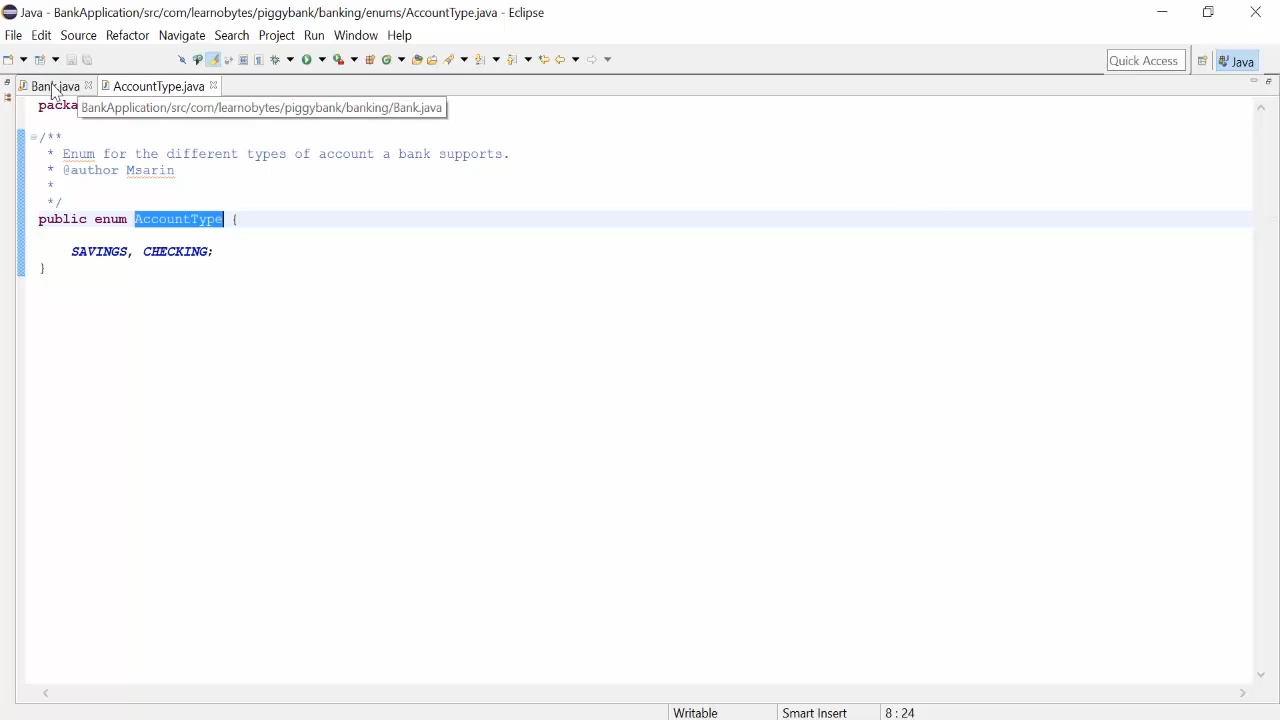 Java - BankApplication/src/com/learnobytes/piggybank/banking/enums/AccountType.java - Eclipse
File Edit Source Refactor Navigate Search Project Run Window Help
Quick Access
Java
Bank.java
AccountType.java
packa
BankApplication/src/com/learnobytes/piggybank/banking/Bank.java
/**
* Enum for the different types of account a bank supports.
* @author Msarin
*
*/
public enum AccountType {
SAVINGS, CHECKING;
}
Writable
Smart Insert
8 : 24